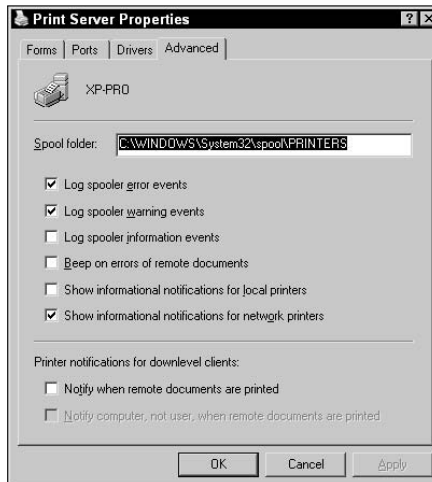 Print Server Properties
Forms Ports Drivers Advanced
XP-PRO
Spool folder: C:\WINDOWS\System32\spool\PRINTERS
Log spooler error events
Log spooler warning events
Log spooler information events
Beep on errors of remote documents
Show informational notifications for local printers
Show informational notifications for network printers
Printer notifications for downlevel clients:
Notify when remote documents are printed
Notify computer, not user, when remote documents are printed
OK Cancel Apply